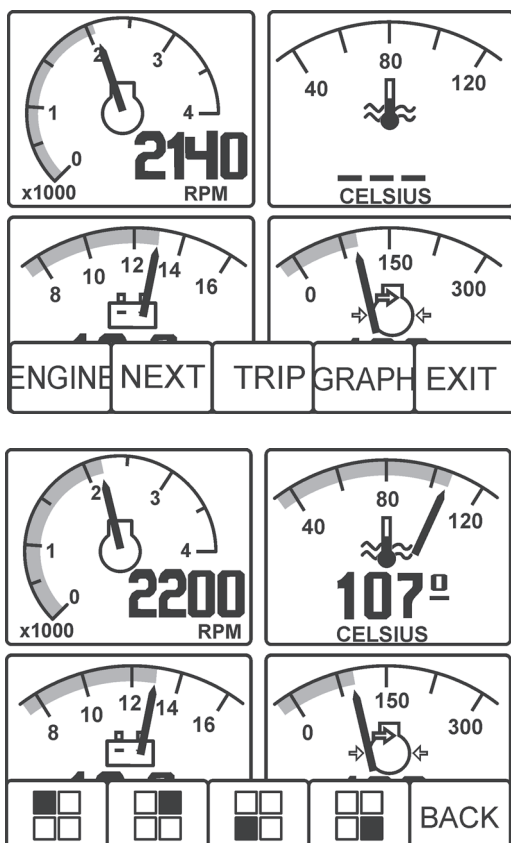 2 3
80
40 120
1 4
2140
0
x1000 RPM
_ _ _
CELSIUS
12 14
10 150
8 16 0 300
ENGINE NEXT TRIP GRAPH EXIT
2 3
80
40 120
1 4
2200 107º
0
x1000 RPM CELSIUS
12 14
10 150
8 16 0 300
BACK